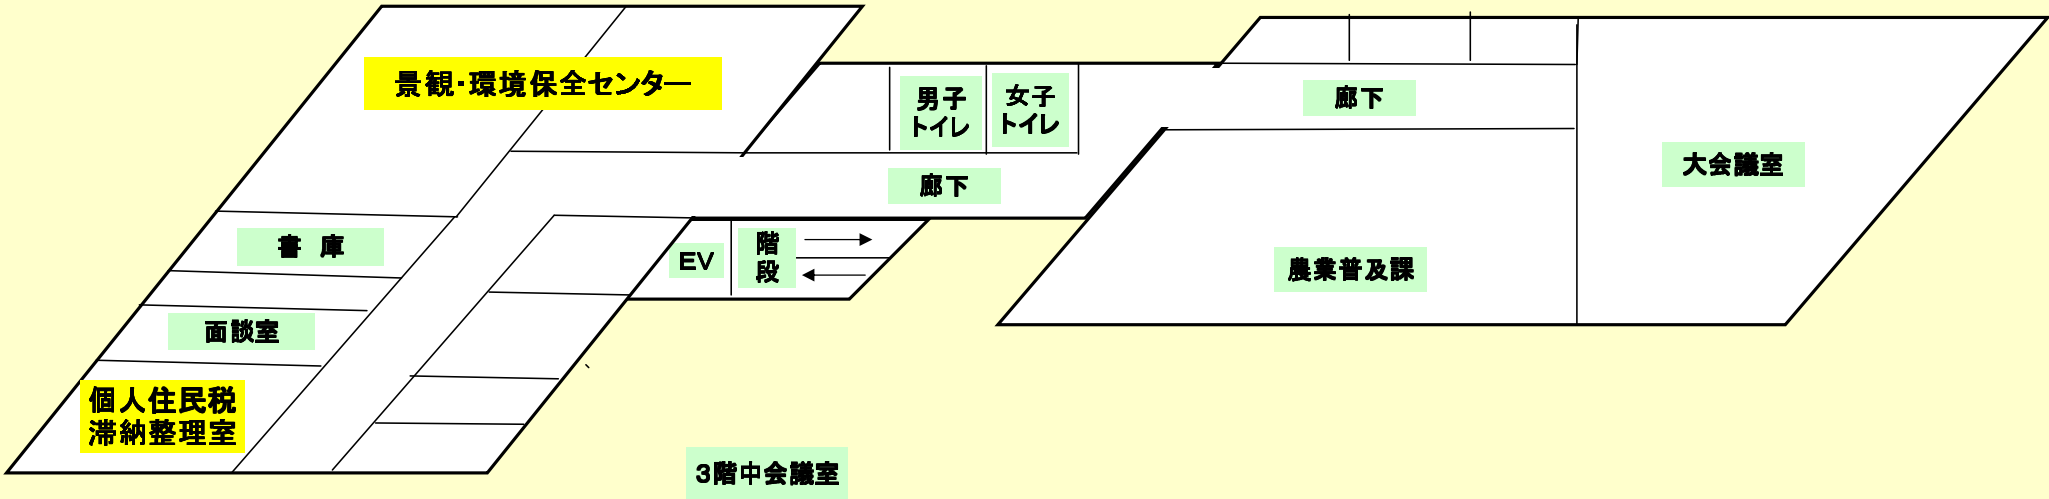 景観・環境保全センター
男子
トイレ
女子
トイレ
廊下
廊下
大会議室
書 庫
EV
階
段
農業普及課
面談室
個人住民税
滞納整理室
3階中会議室